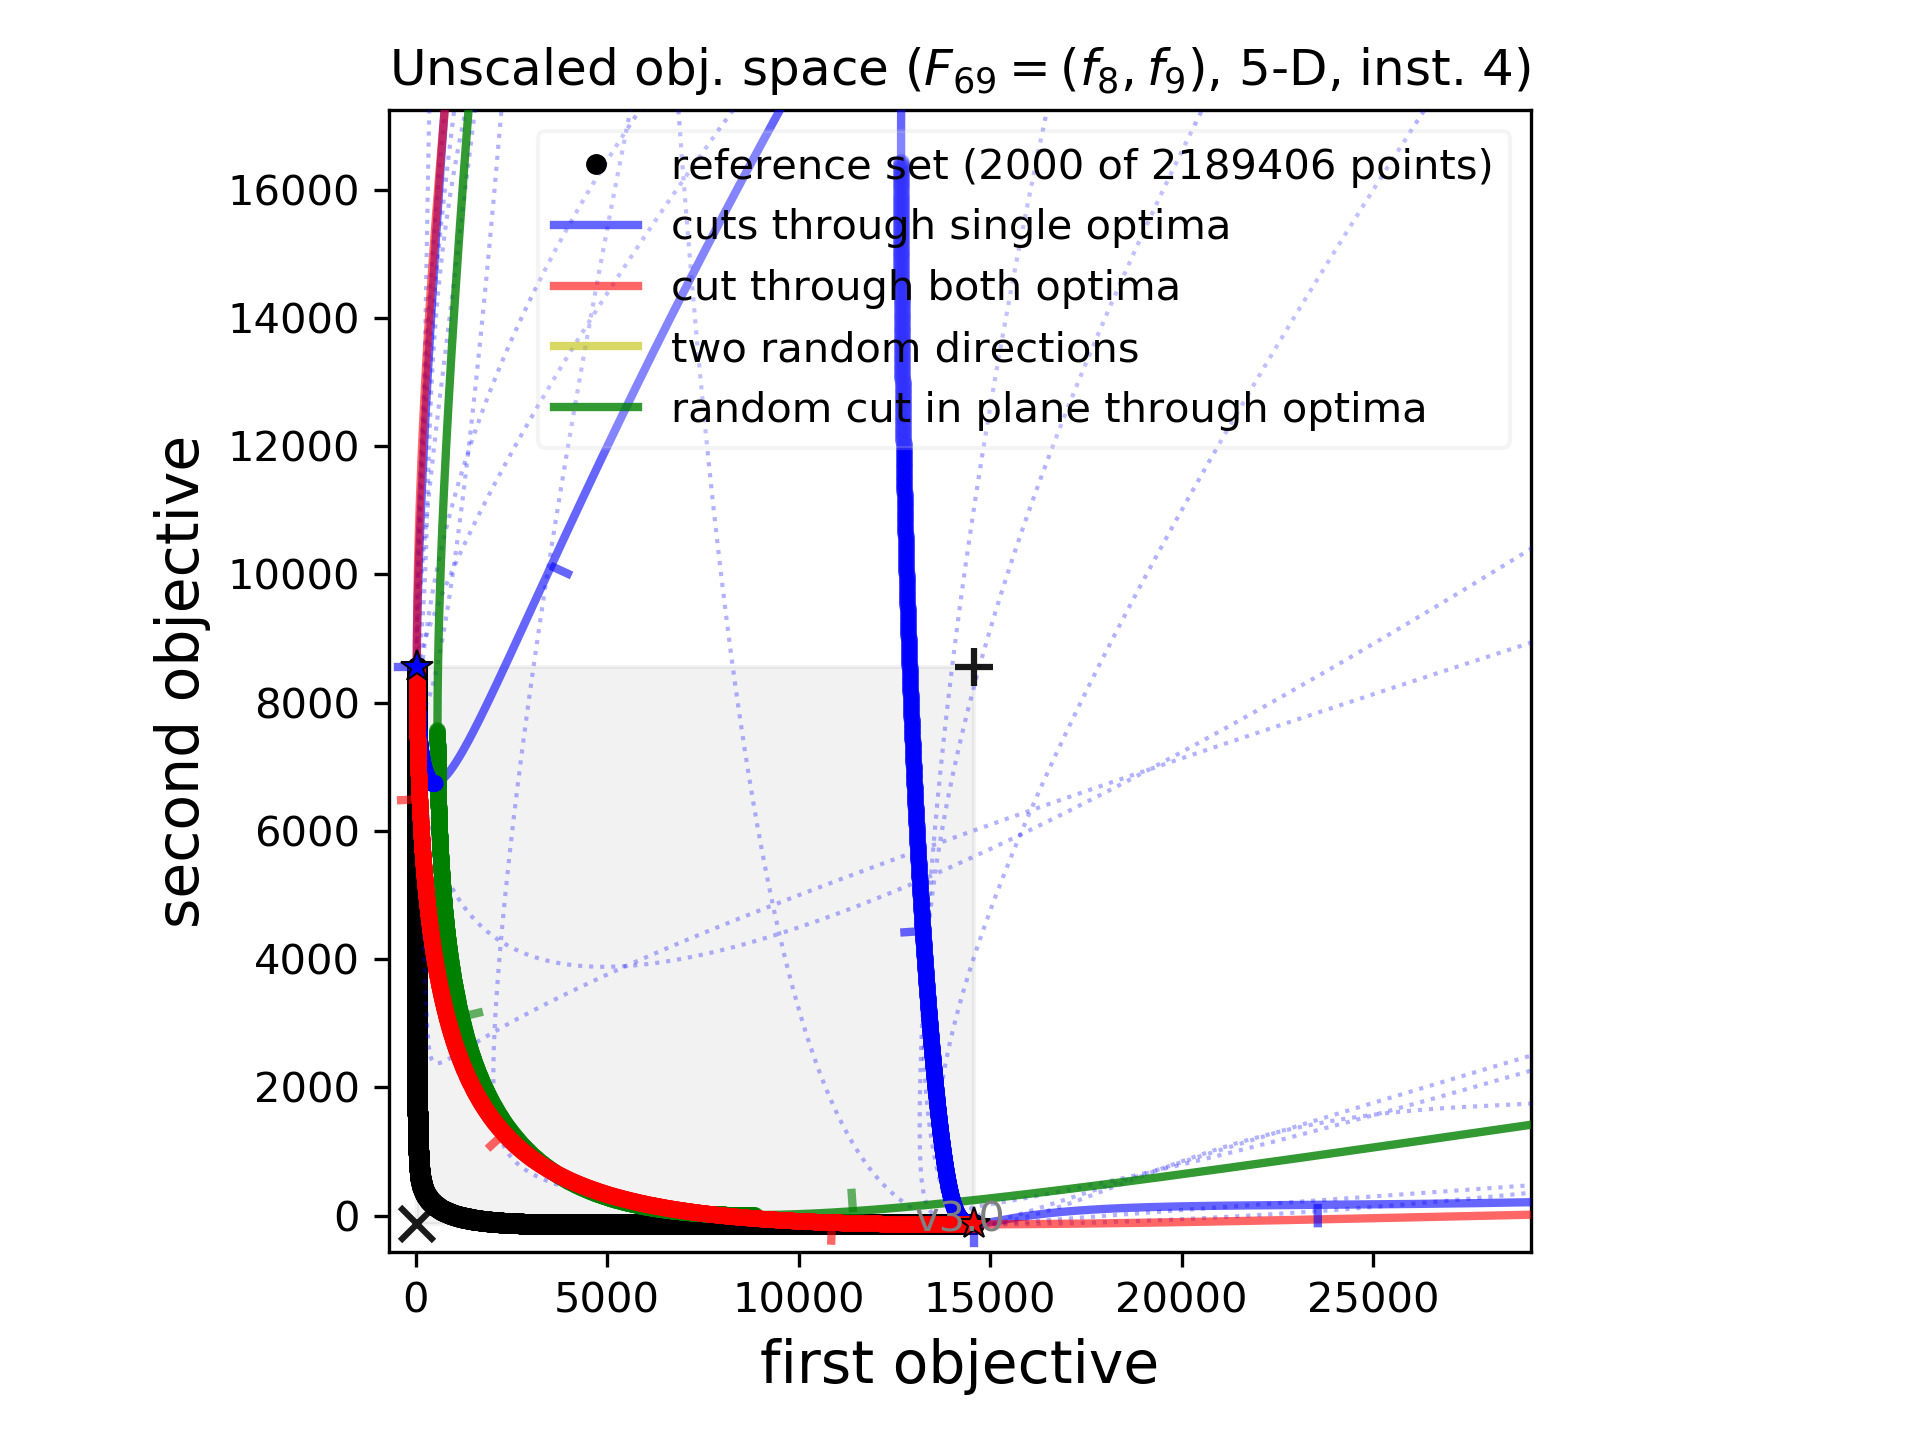 Unscaled obj. space (F69 = (f8, f9), 5-D, inst. 4)
reference set (2000 of 2189406 points)
cuts through single optima
cut through both optima
two random directions
random cut in plane through optima
16000
14000
12000
10000
8000
6000
4000
2000
0
second objective
v3.0
0
5000
10000
15000
20000
25000
first objective